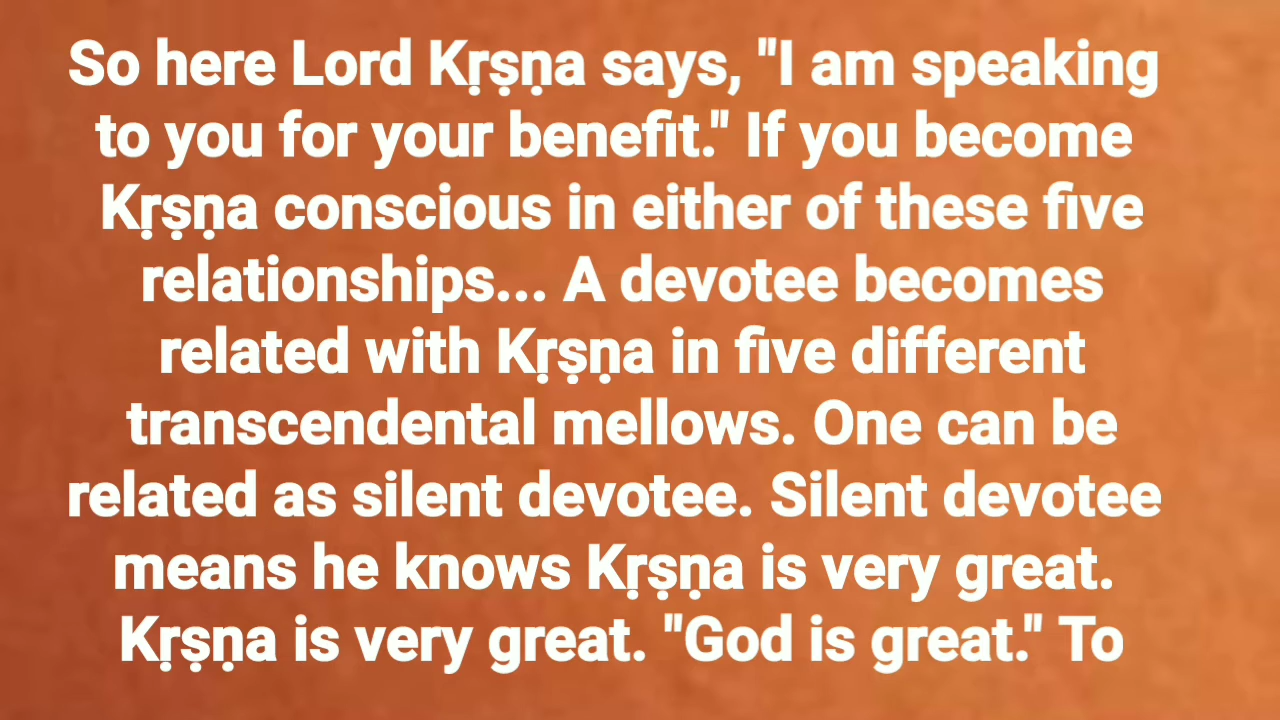 So here Lord Kṛṣṇa says, "I am speaking
to you for your benefit." If you become
Kṛṣṇa conscious in either of these five
relationships... A devotee becomes
related with Kṛṣṇa in five different
transcendental mellows. One can be
related as silent devotee. Silent devotee
means he knows Kṛṣṇa is very great.
Kṛṣṇa is very great. "God is great." To